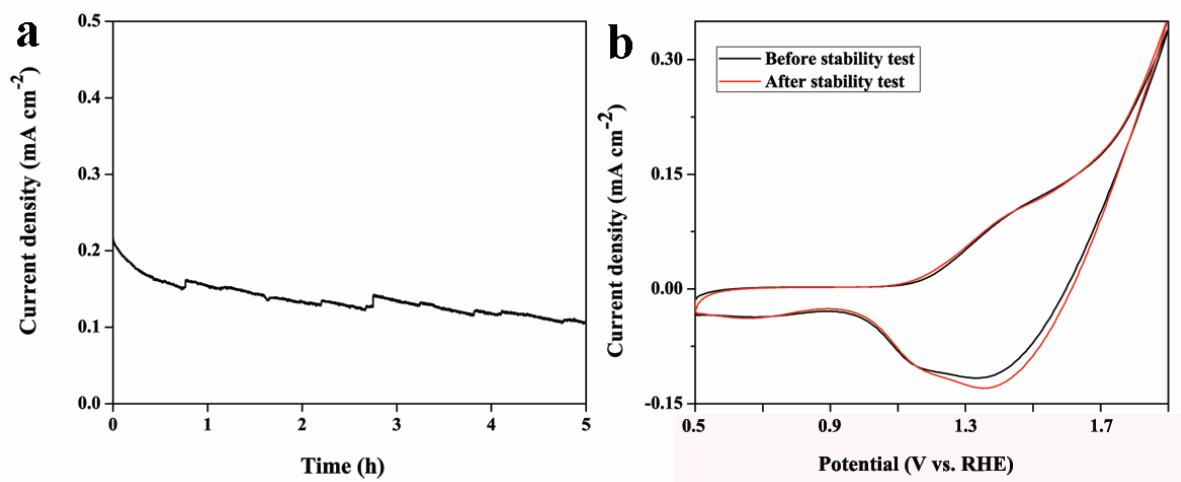 a
Current density (mA cm⁻²)
0.5
0.4
0.3
0.2
0.1
0.0
0
1
2
3
4
5
Time (h)
b
Before stability test
After stability test
Current density (mA cm⁻²)
0.30
0.15
0.00
-0.15
0.5
0.9
1.3
1.7
Potential (V vs. RHE)